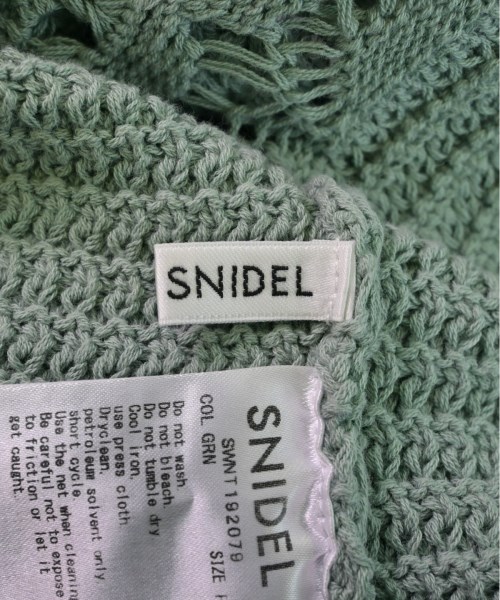 SNIDEL
SNIDEL
SWNT192079
COL GRN
SIZE
Do not wash.
Do not bleach.
Do not tumble dry
Cool iron,
use press cloth
Dryclean,
petroleum solvent only
short cycle
Use the net when cleaning
Be careful not to expose
to friction or let it
get caught.